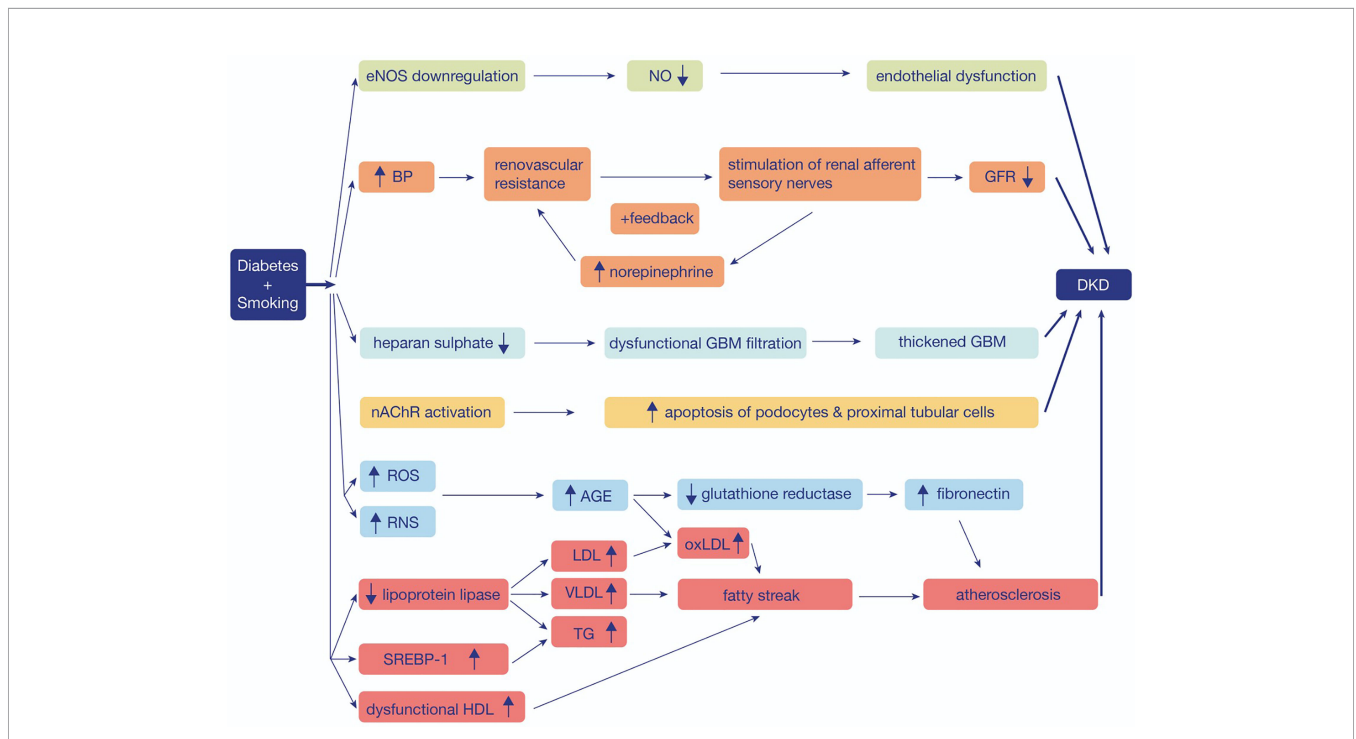 eNOS downregulation
NO ↓
endothelial dysfunction
↑ BP
renovascular
resistance
stimulation of renal afferent
sensory nerves
GFR ↓
+feedback
↑ norepinephrine
Diabetes
+
Smoking
DKD
heparan sulphate ↓
dysfunctional GBM filtration
thickened GBM
nAChR activation
↑ apoptosis of podocytes & proximal tubular cells
↑ ROS
↑ RNS
↑ AGE
↓ glutathione reductase
↑ fibronectin
LDL ↑
oxLDL ↑
↓ lipoprotein lipase
VLDL ↑
fatty streak
atherosclerosis
TG ↑
SREBP-1 ↑
dysfunctional HDL ↑